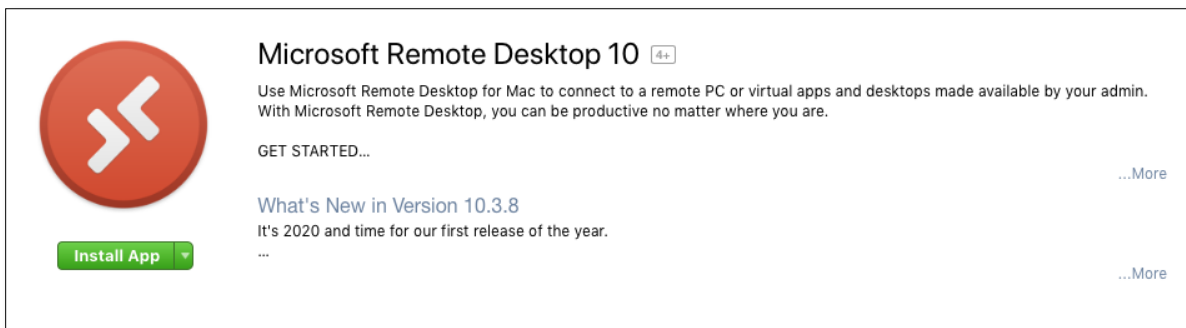 Microsoft Remote Desktop 10 4+
Use Microsoft Remote Desktop for Mac to connect to a remote PC or virtual apps and desktops made available by your admin.
With Microsoft Remote Desktop, you can be productive no matter where you are.
GET STARTED...
...More
What's New in Version 10.3.8
It's 2020 and time for our first release of the year.
Install App
...
...More